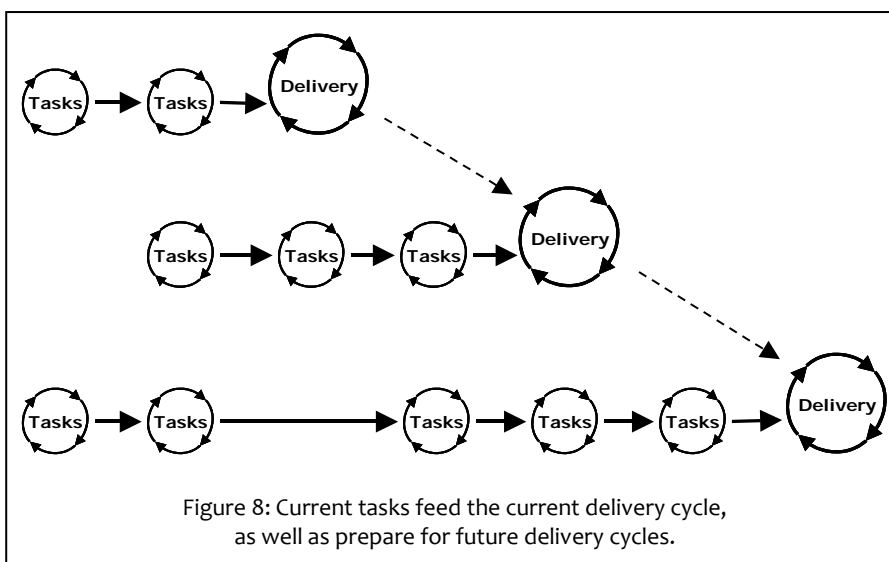 Tasks Tasks Delivery
Tasks Tasks Tasks Delivery
Tasks Tasks Tasks Tasks Tasks Delivery
Figure 8: Current tasks feed the current delivery cycle,
as well as prepare for future delivery cycles.